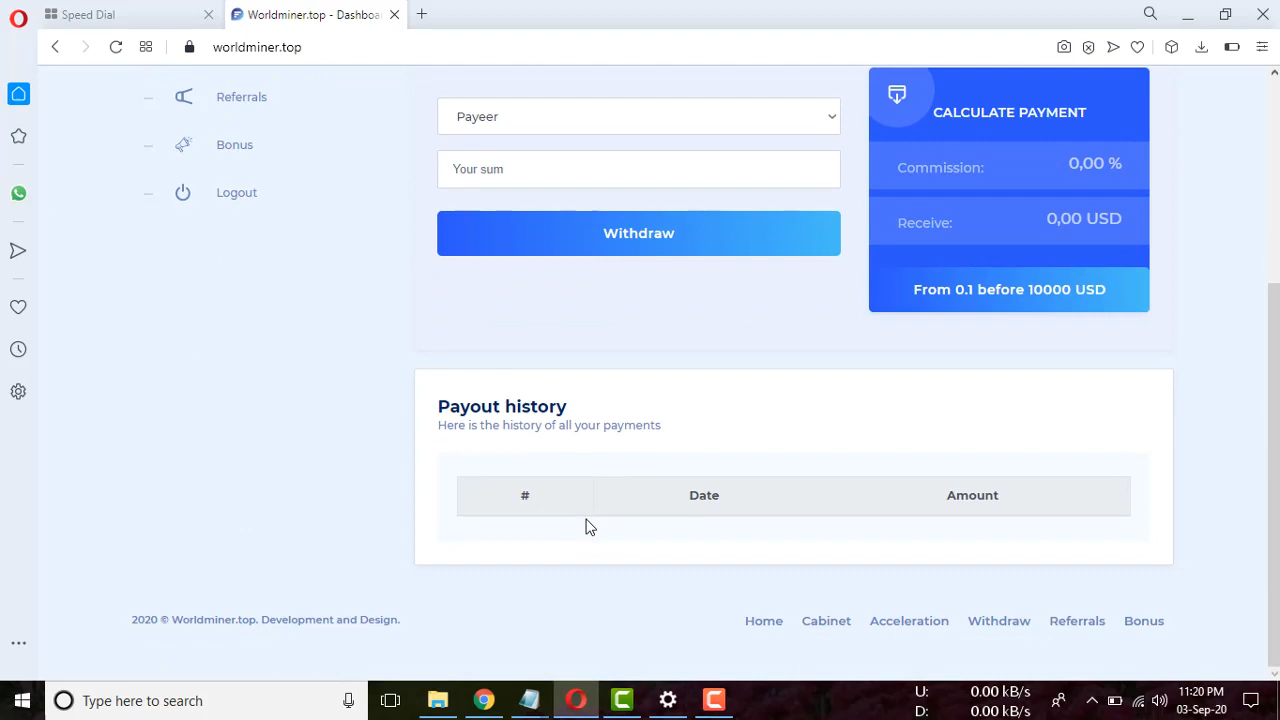 Speed Dial
Worldminer.top - Dashboa
worldminer.top
Referrals
Bonus
Logout
Payeer
Your sum
Withdraw
CALCULATE PAYMENT
Commission: 0,00 %
Receive: 0,00 USD
From 0.1 before 10000 USD
Payout history
Here is the history of all your payments
# Date Amount
2020 © Worldminer.top. Development and Design.
Home Cabinet Acceleration Withdraw Referrals Bonus
Type here to search
U: 0.00 kB/s
D: 0.00 kB/s
11:20 PM
03-Sep-20